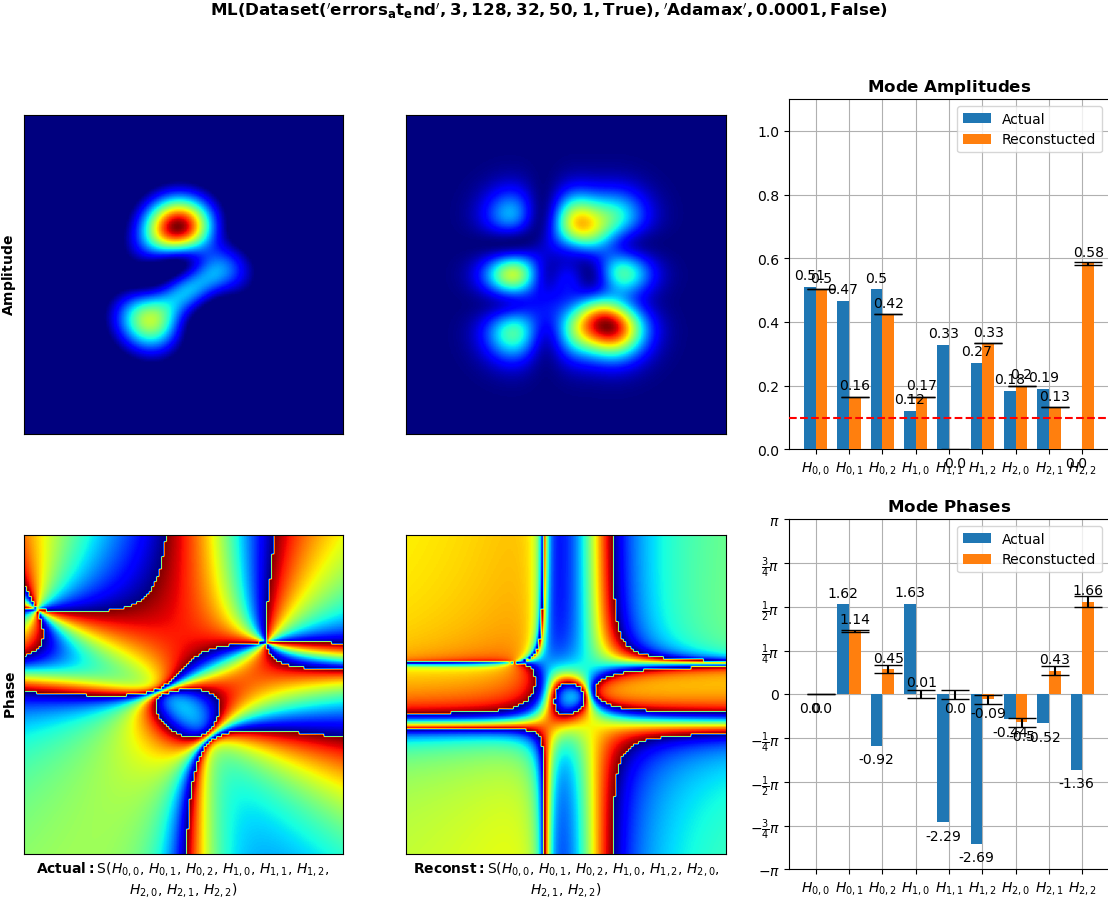 ML(Dataset('errorsₐtₑnd', 3, 128, 32, 50, 1, True), 'Adamax', 0.0001, False)
Amplitude
Mode Amplitudes
Actual
Reconstucted
1.0
0.8
0.6
0.4
0.2
0.0
0.51
0.5
0.47
0.16
0.5
0.42
0.12
0.17
0.33
0.0
0.27
0.33
0.18
0.2
0.19
0.13
0.0
0.58
H₀,₀ H₀,₁ H₀,₂ H₁,₀ H₁,₁ H₁,₂ H₂,₀ H₂,₁ H₂,₂
Phase
Actual: S(H₀,₀, H₀,₁, H₀,₂, H₁,₀, H₁,₁, H₁,₂,
H₂,₀, H₂,₁, H₂,₂)
Reconst: S(H₀,₀, H₀,₁, H₀,₂, H₁,₀, H₁,₂, H₂,₀,
H₂,₁, H₂,₂)
Mode Phases
Actual
Reconstucted
π
3/4π
1/2π
1/4π
0
−1/4π
−1/2π
−3/4π
−π
0.0
0.0
1.62
1.14
-0.92
0.45
1.63
0.01
-2.29
0.0
-2.69
-0.09
-0.44
-0.5
-0.52
0.43
-1.36
1.66
H₀,₀ H₀,₁ H₀,₂ H₁,₀ H₁,₁ H₁,₂ H₂,₀ H₂,₁ H₂,₂